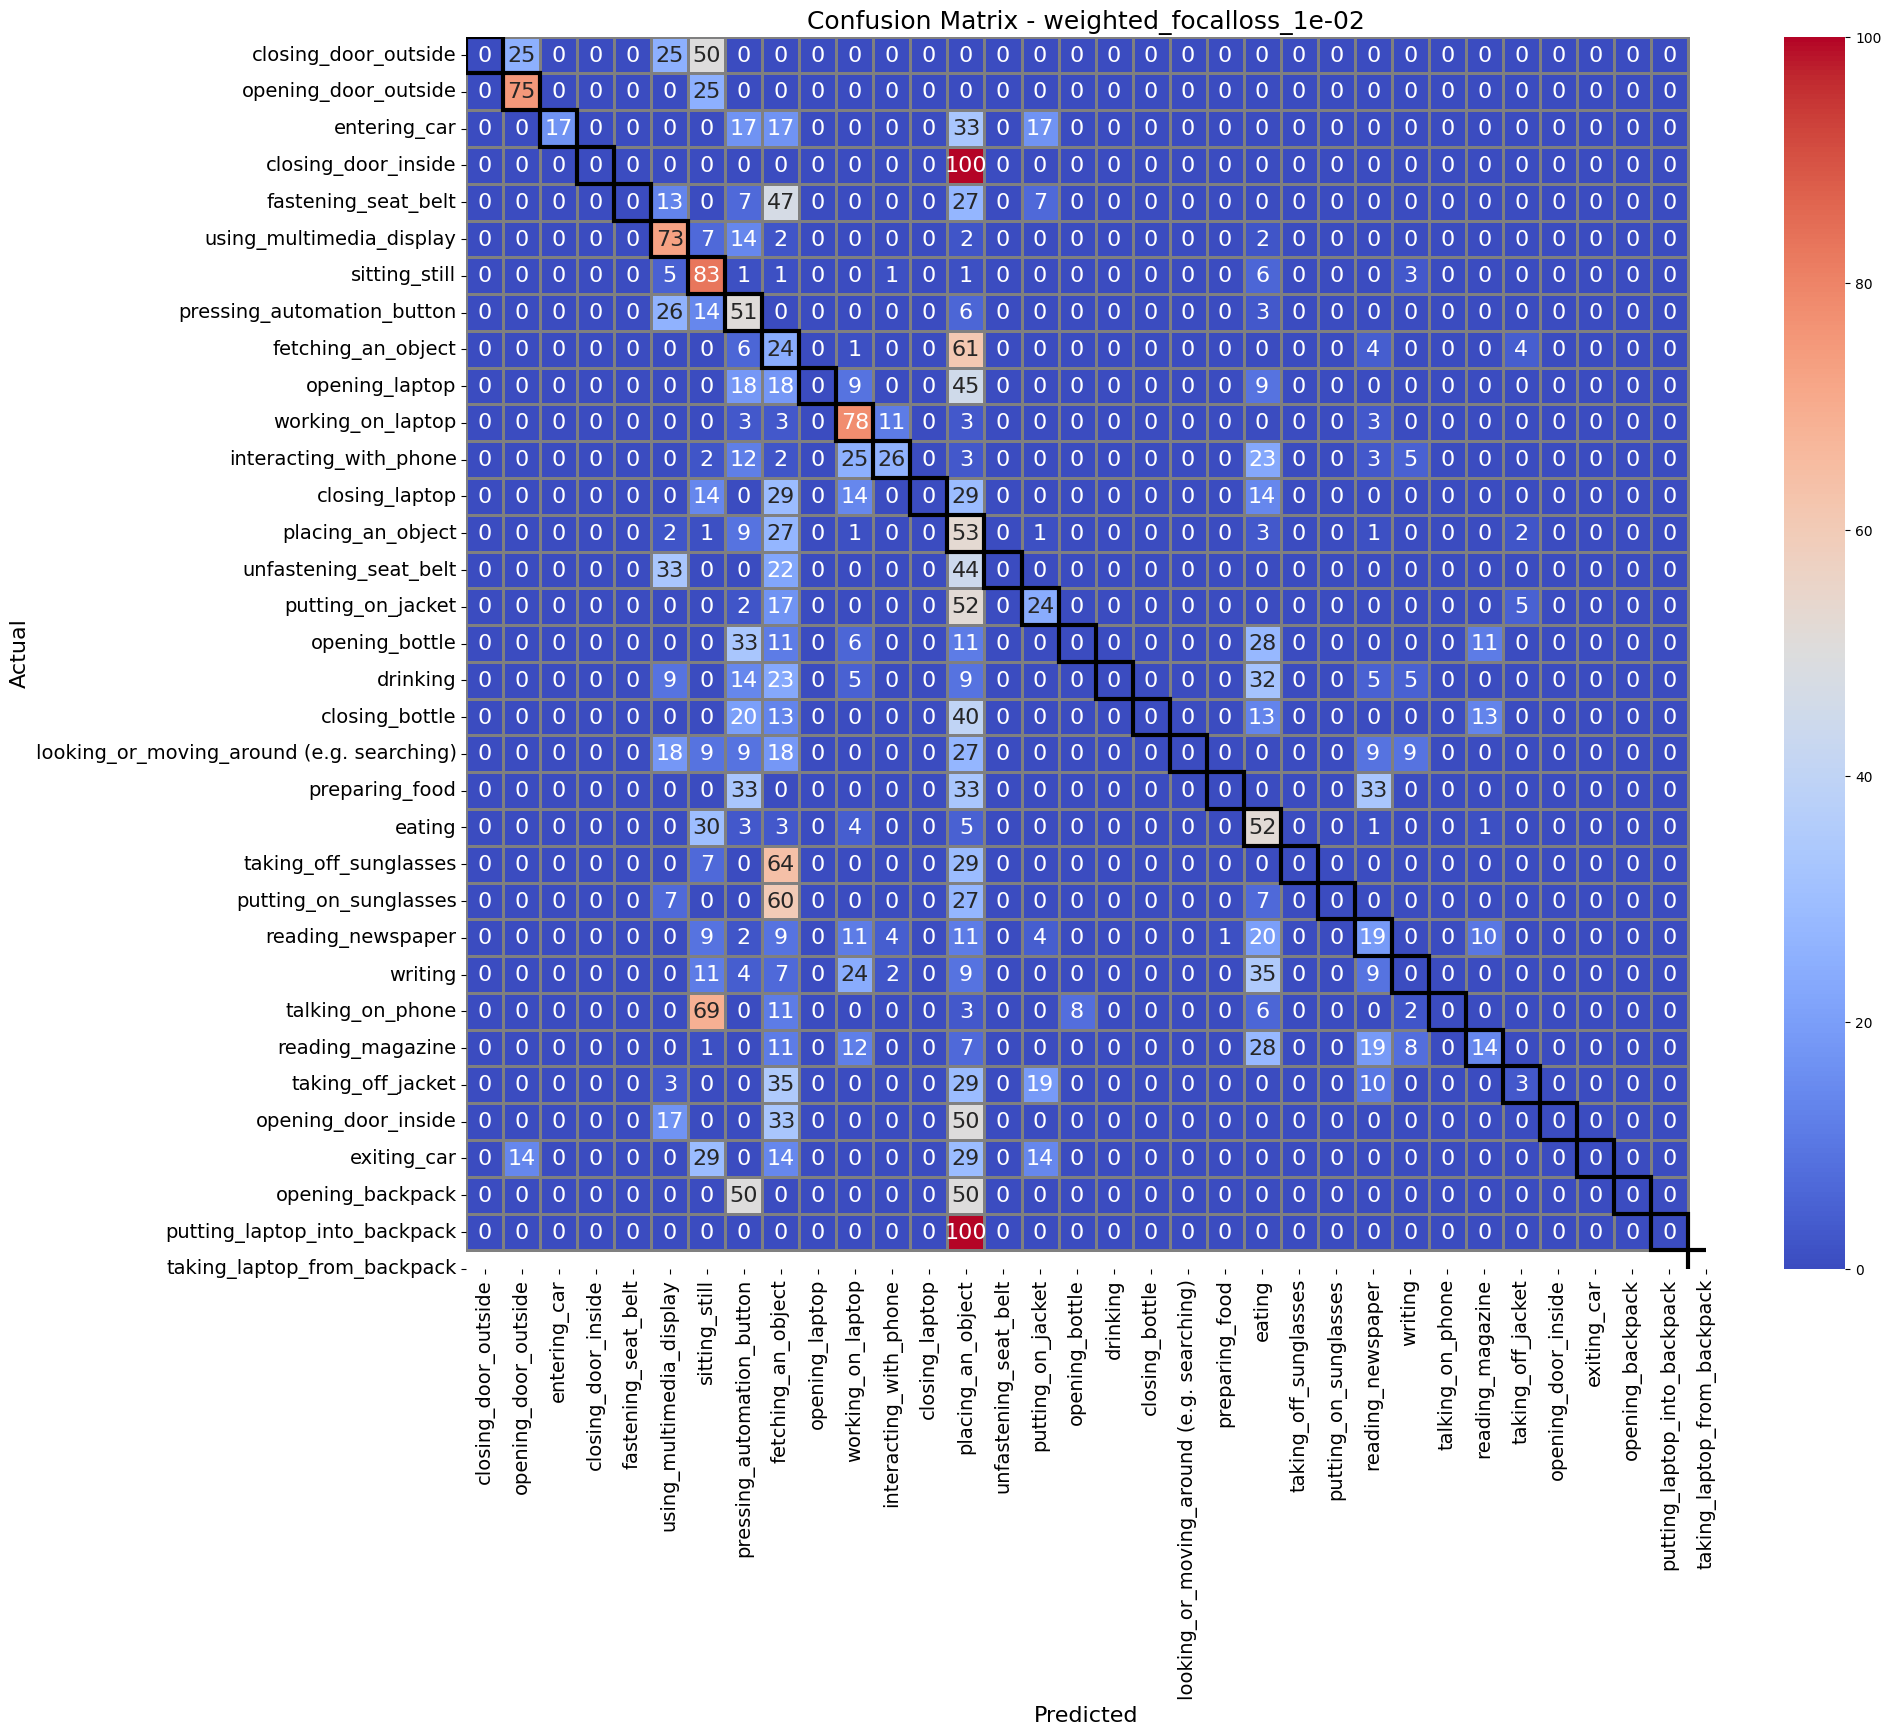 Confusion Matrix - weighted_focalloss_1e-02
closing_door_outside 0 25 0 0 0 25 50 0 0 0 0 0 0 0 0 0 0 0 0 0 0 0 0 0 0 0 0 0 0 0 0 0 0
opening_door_outside 0 75 0 0 0 0 25 0 0 0 0 0 0 0 0 0 0 0 0 0 0 0 0 0 0 0 0 0 0 0 0 0 0
entering_car 0 0 17 0 0 0 0 17 17 0 0 0 0 33 0 17 0 0 0 0 0 0 0 0 0 0 0 0 0 0 0 0 0
closing_door_inside 0 0 0 0 0 0 0 0 0 0 0 0 0 100 0 0 0 0 0 0 0 0 0 0 0 0 0 0 0 0 0 0 0
fastening_seat_belt 0 0 0 0 0 13 0 7 47 0 0 0 0 27 0 7 0 0 0 0 0 0 0 0 0 0 0 0 0 0 0 0 0
using_multimedia_display 0 0 0 0 0 73 7 14 2 0 0 0 0 2 0 0 0 0 0 0 0 2 0 0 0 0 0 0 0 0 0 0 0
sitting_still 0 0 0 0 0 5 83 1 1 0 0 1 0 1 0 0 0 0 0 0 0 6 0 0 0 3 0 0 0 0 0 0 0
pressing_automation_button 0 0 0 0 0 26 14 51 0 0 0 0 0 6 0 0 0 0 0 0 0 3 0 0 0 0 0 0 0 0 0 0 0
fetching_an_object 0 0 0 0 0 0 0 6 24 0 1 0 0 61 0 0 0 0 0 0 0 0 0 0 4 0 0 0 4 0 0 0 0
opening_laptop 0 0 0 0 0 0 0 18 18 0 9 0 0 45 0 0 0 0 0 0 0 9 0 0 0 0 0 0 0 0 0 0 0
working_on_laptop 0 0 0 0 0 0 0 3 3 0 78 11 0 3 0 0 0 0 0 0 0 0 0 0 3 0 0 0 0 0 0 0 0
interacting_with_phone 0 0 0 0 0 0 2 12 2 0 25 26 0 3 0 0 0 0 0 0 0 23 0 0 3 5 0 0 0 0 0 0 0
closing_laptop 0 0 0 0 0 0 14 0 29 0 14 0 0 29 0 0 0 0 0 0 0 14 0 0 0 0 0 0 0 0 0 0 0
placing_an_object 0 0 0 0 0 2 1 9 27 0 1 0 0 53 0 1 0 0 0 0 0 3 0 0 1 0 0 0 2 0 0 0 0
unfastening_seat_belt 0 0 0 0 0 33 0 0 22 0 0 0 0 44 0 0 0 0 0 0 0 0 0 0 0 0 0 0 0 0 0 0 0
putting_on_jacket 0 0 0 0 0 0 0 2 17 0 0 0 0 52 0 24 0 0 0 0 0 0 0 0 0 0 0 0 5 0 0 0 0
opening_bottle 0 0 0 0 0 0 0 33 11 0 6 0 0 11 0 0 0 0 0 0 0 28 0 0 0 0 0 11 0 0 0 0 0
drinking 0 0 0 0 0 9 0 14 23 0 5 0 0 9 0 0 0 0 0 0 0 32 0 0 5 5 0 0 0 0 0 0 0
closing_bottle 0 0 0 0 0 0 0 20 13 0 0 0 0 40 0 0 0 0 0 0 0 13 0 0 0 0 0 13 0 0 0 0 0
looking_or_moving_around (e.g. searching) 0 0 0 0 0 18 9 9 18 0 0 0 0 27 0 0 0 0 0 0 0 0 0 0 9 9 0 0 0 0 0 0 0
preparing_food 0 0 0 0 0 0 0 33 0 0 0 0 0 33 0 0 0 0 0 0 0 0 0 0 33 0 0 0 0 0 0 0 0
eating 0 0 0 0 0 0 30 3 3 0 4 0 0 5 0 0 0 0 0 0 0 52 0 0 1 0 0 1 0 0 0 0 0
taking_off_sunglasses 0 0 0 0 0 0 7 0 64 0 0 0 0 29 0 0 0 0 0 0 0 0 0 0 0 0 0 0 0 0 0 0 0
putting_on_sunglasses 0 0 0 0 0 7 0 0 60 0 0 0 0 27 0 0 0 0 0 0 0 7 0 0 0 0 0 0 0 0 0 0 0
reading_newspaper 0 0 0 0 0 0 9 2 9 0 11 4 0 11 0 4 0 0 0 0 1 20 0 0 19 0 0 10 0 0 0 0 0
writing 0 0 0 0 0 0 11 4 7 0 24 2 0 9 0 0 0 0 0 0 0 35 0 0 9 0 0 0 0 0 0 0 0
talking_on_phone 0 0 0 0 0 0 69 0 11 0 0 0 0 3 0 0 8 0 0 0 0 6 0 0 0 2 0 0 0 0 0 0 0
reading_magazine 0 0 0 0 0 0 1 0 11 0 12 0 0 7 0 0 0 0 0 0 0 28 0 0 19 8 0 14 0 0 0 0 0
taking_off_jacket 0 0 0 0 0 3 0 0 35 0 0 0 0 29 0 19 0 0 0 0 0 0 0 0 10 0 0 0 3 0 0 0 0
opening_door_inside 0 0 0 0 0 17 0 0 33 0 0 0 0 50 0 0 0 0 0 0 0 0 0 0 0 0 0 0 0 0 0 0 0
exiting_car 0 14 0 0 0 0 29 0 14 0 0 0 0 29 0 14 0 0 0 0 0 0 0 0 0 0 0 0 0 0 0 0 0
opening_backpack 0 0 0 0 0 0 0 50 0 0 0 0 0 50 0 0 0 0 0 0 0 0 0 0 0 0 0 0 0 0 0 0 0
putting_laptop_into_backpack 0 0 0 0 0 0 0 0 0 0 0 0 0 100 0 0 0 0 0 0 0 0 0 0 0 0 0 0 0 0 0 0 0
taking_laptop_from_backpack
Actual
closing_door_outside
opening_door_outside
entering_car
closing_door_inside
fastening_seat_belt
using_multimedia_display
sitting_still
pressing_automation_button
fetching_an_object
opening_laptop
working_on_laptop
interacting_with_phone
closing_laptop
placing_an_object
unfastening_seat_belt
putting_on_jacket
opening_bottle
drinking
closing_bottle
looking_or_moving_around (e.g. searching)
preparing_food
eating
taking_off_sunglasses
putting_on_sunglasses
reading_newspaper
writing
talking_on_phone
reading_magazine
taking_off_jacket
opening_door_inside
exiting_car
opening_backpack
putting_laptop_into_backpack
taking_laptop_from_backpack
Predicted
100
80
60
40
20
0